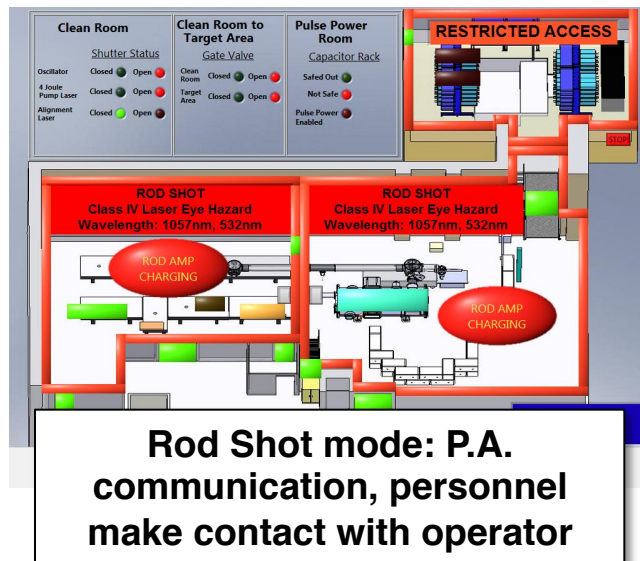 Clean Room
Shutter Status
Oscillator Closed Open
4 Joule
Pump Laser Closed Open
Alignment
Laser Closed Open
Clean Room to
Target Area
Gate Valve
Clean
Room Closed Open
Target
Area Closed Open
Pulse Power
Room
Capacitor Rack
Safed Out
Not Safe
Pulse Power
Enabled
RESTRICTED ACCESS
STOP
ROD SHOT
Class IV Laser Eye Hazard
Wavelength: 1057nm, 532nm
ROD SHOT
Class IV Laser Eye Hazard
Wavelength: 1057nm, 532nm
ROD AMP
CHARGING
ROD AMP
CHARGING
Rod Shot mode: P.A.
communication, personnel
make contact with operator